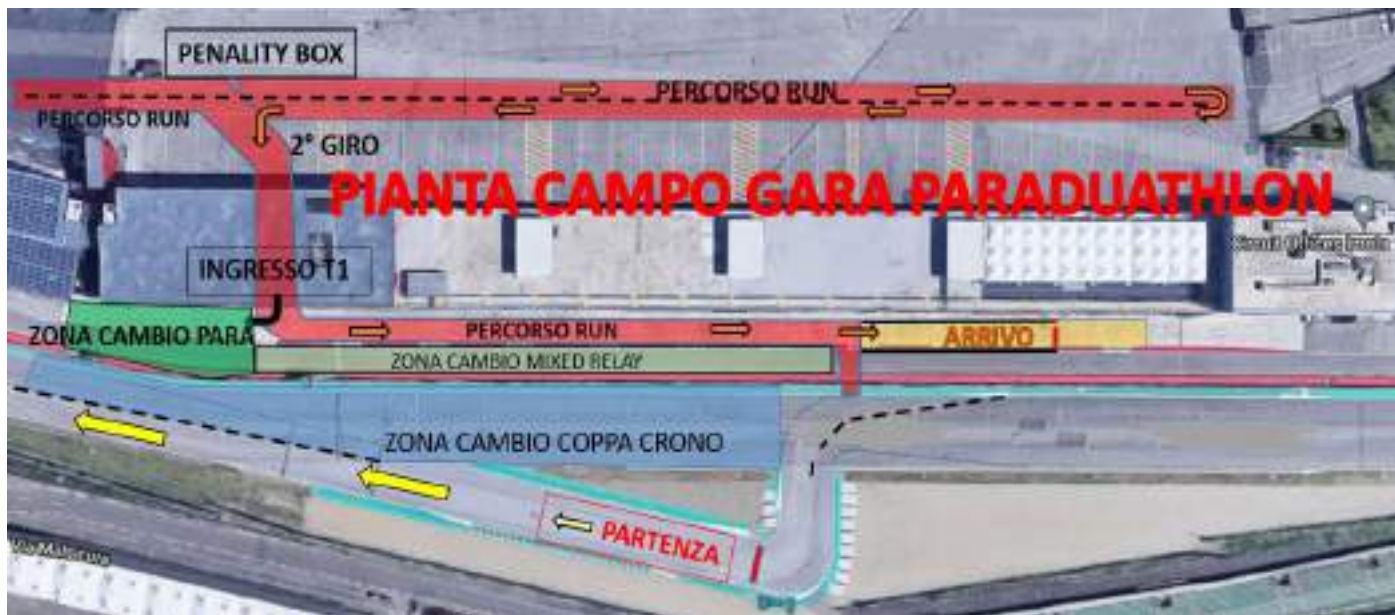 PENALITY BOX
PERCORSO RUN
PERCORSO RUN
2° GIRO
PIANTA CAMPO GARA PARADUATHLON
INGRESSO T1
ZONA CAMBIO PARA
PERCORSO RUN
ARRIVO
ZONA CAMBIO MIXED RELAY
ZONA CAMBIO COPPA CRONO
PARTENZA